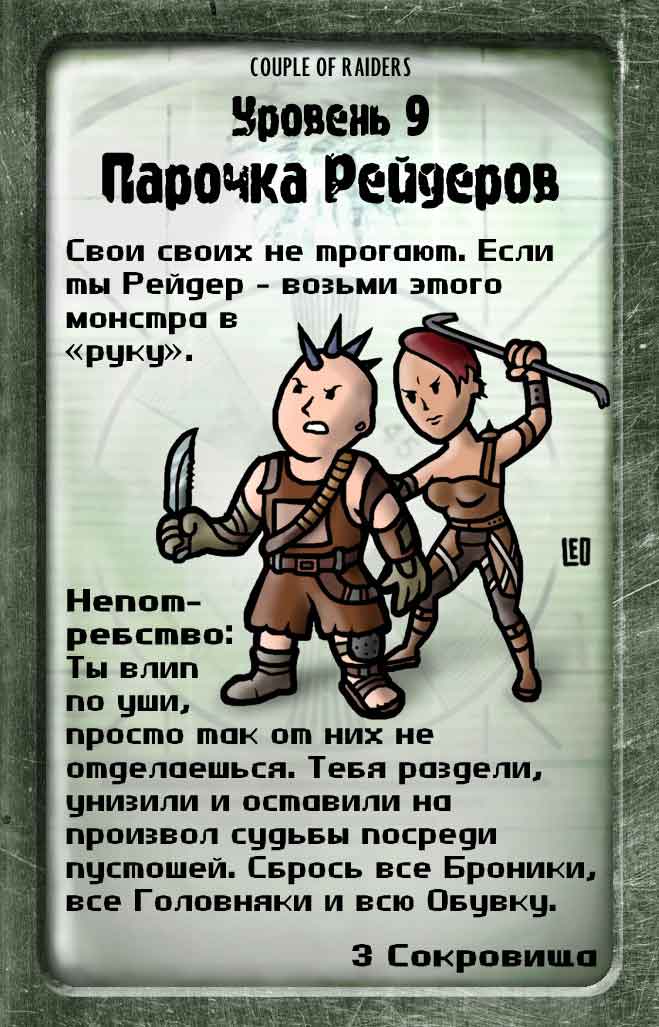 COUPLE OF RAIDERS
Уровень 9
Парочка Рейдеров
Свои своих не трогают. Если
ты Рейдер - возьми этого
монстра в
«руку».
LEO
Непот-
ребство:
Ты влип
по уши,
просто так от них не
отделаешься. Тебя раздели,
унизили и оставили на
произвол судьбы посреди
пустошей. Сбрось все Броники,
все Головняки и всю Обувку.
3 Сокровища